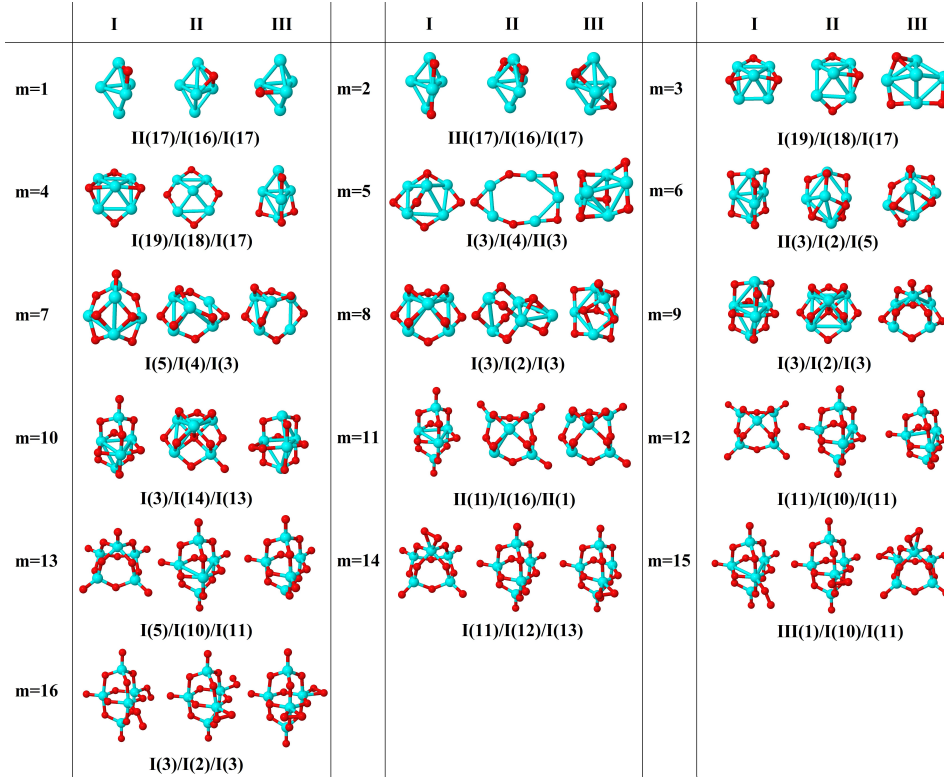 I II III I II III I II III
m=1 m=2 m=3
II(17)/I(16)/I(17) III(17)/I(16)/I(17) I(19)/I(18)/I(17)
m=4 m=5 m=6
I(19)/I(18)/I(17) I(3)/I(4)/II(3) II(3)/I(2)/I(5)
m=7 m=8 m=9
I(5)/I(4)/I(3) I(3)/I(2)/I(3) I(3)/I(2)/I(3)
m=10 m=11 m=12
I(3)/I(14)/I(13) II(11)/I(16)/II(1) I(11)/I(10)/I(11)
m=13 m=14 m=15
I(5)/I(10)/I(11) I(11)/I(12)/I(13) III(1)/I(10)/I(11)
m=16
I(3)/I(2)/I(3)